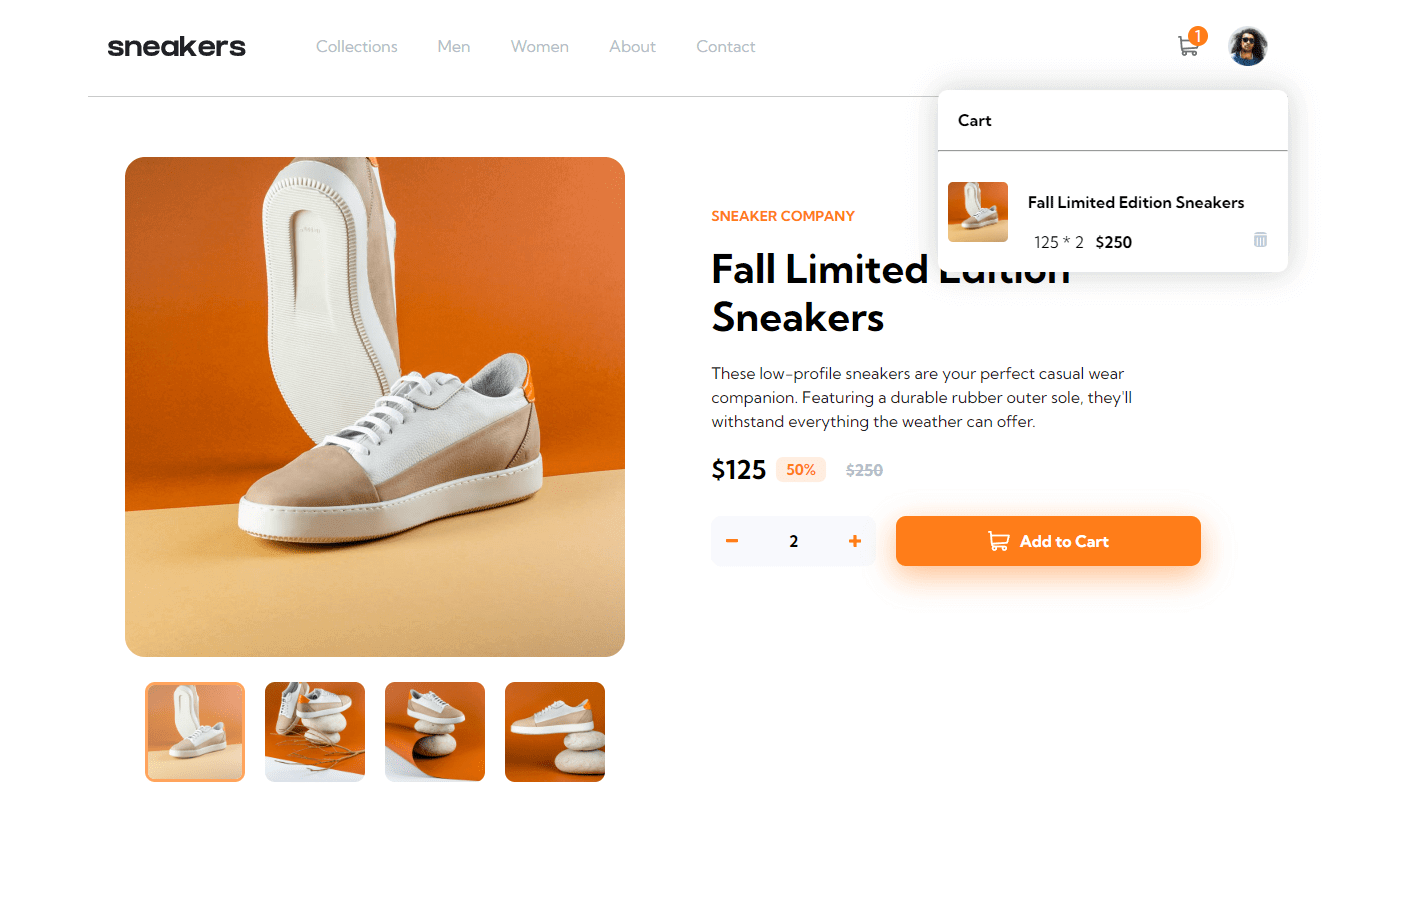 sneakers
Collections
Men
Women
About
Contact
1
Cart
Fall Limited Edition Sneakers
125 * 2 $250
SNEAKER COMPANY
Fall Limited Edition
Sneakers
These low-profile sneakers are your perfect casual wear
companion. Featuring a durable rubber outer sole, they'll
withstand everything the weather can offer.
$125 50% $250
2
Add to Cart